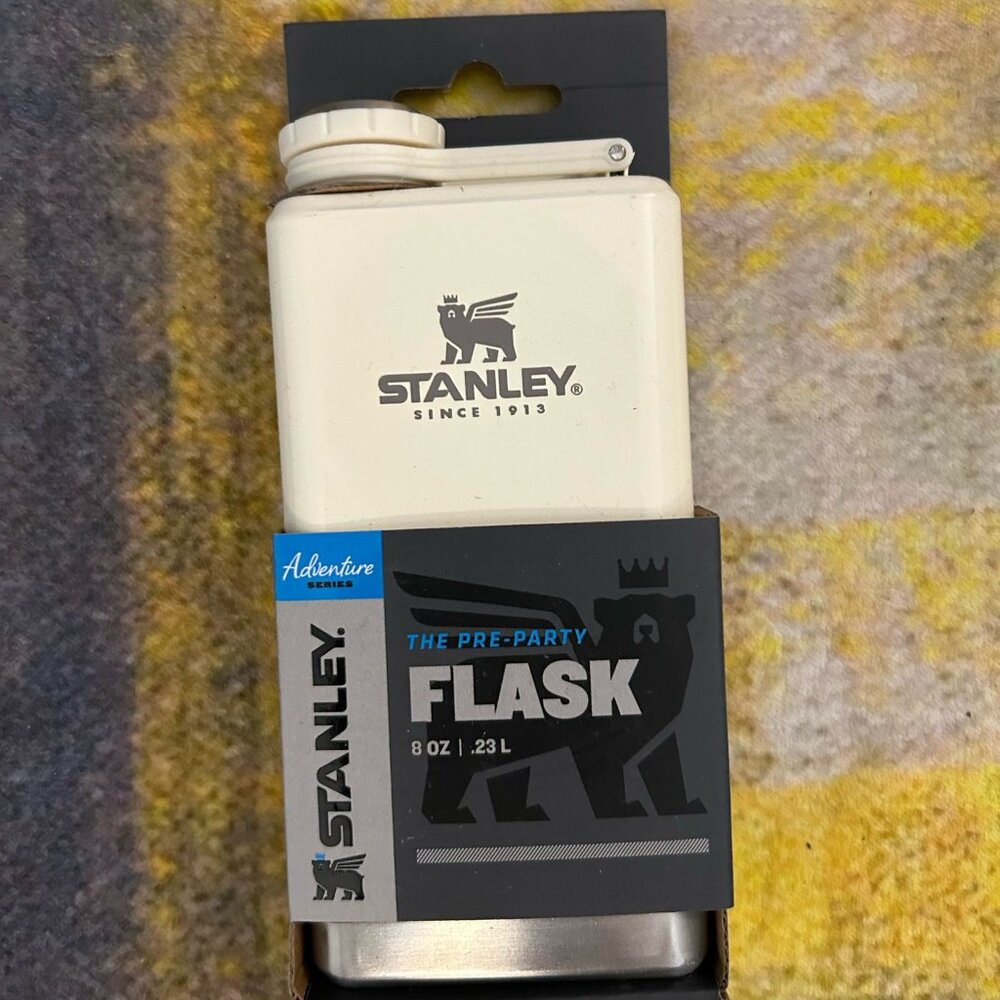 STANLEY®
SINCE 1913
Adventure
SERIES
STANLEY®
THE PRE-PARTY
FLASK
8 OZ | .23 L